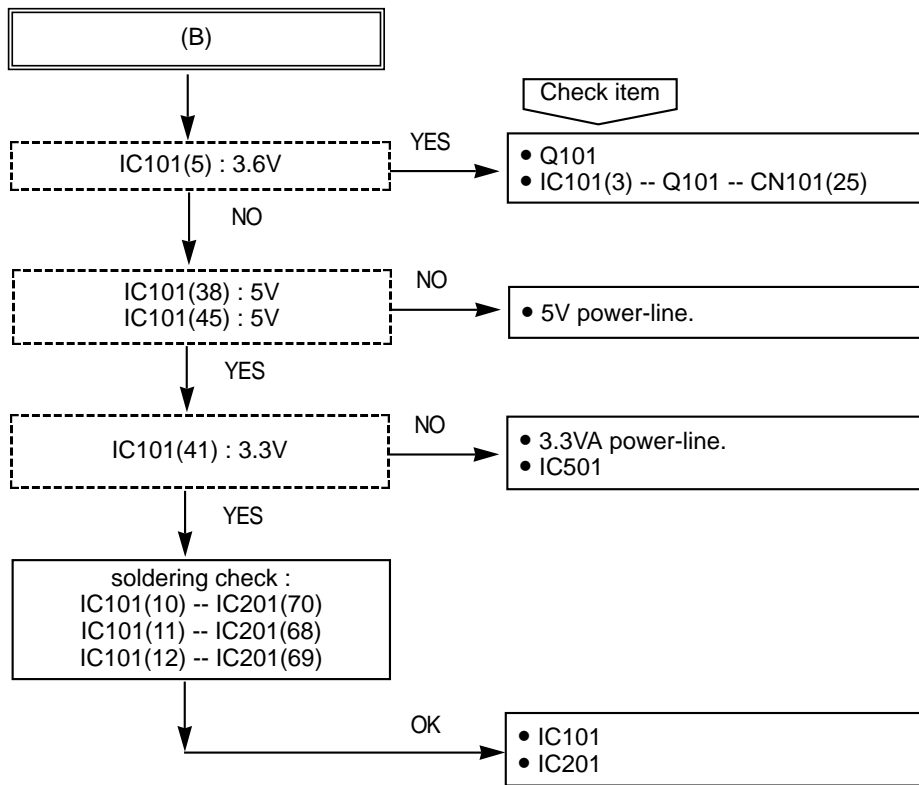 (B)
Check item
IC101(5) : 3.6V
YES
● Q101
● IC101(3) -- Q101 -- CN101(25)
NO
IC101(38) : 5V
IC101(45) : 5V
NO
● 5V power-line.
YES
IC101(41) : 3.3V
NO
● 3.3VA power-line.
● IC501
YES
soldering check :
IC101(10) -- IC201(70)
IC101(11) -- IC201(68)
IC101(12) -- IC201(69)
OK
● IC101
● IC201